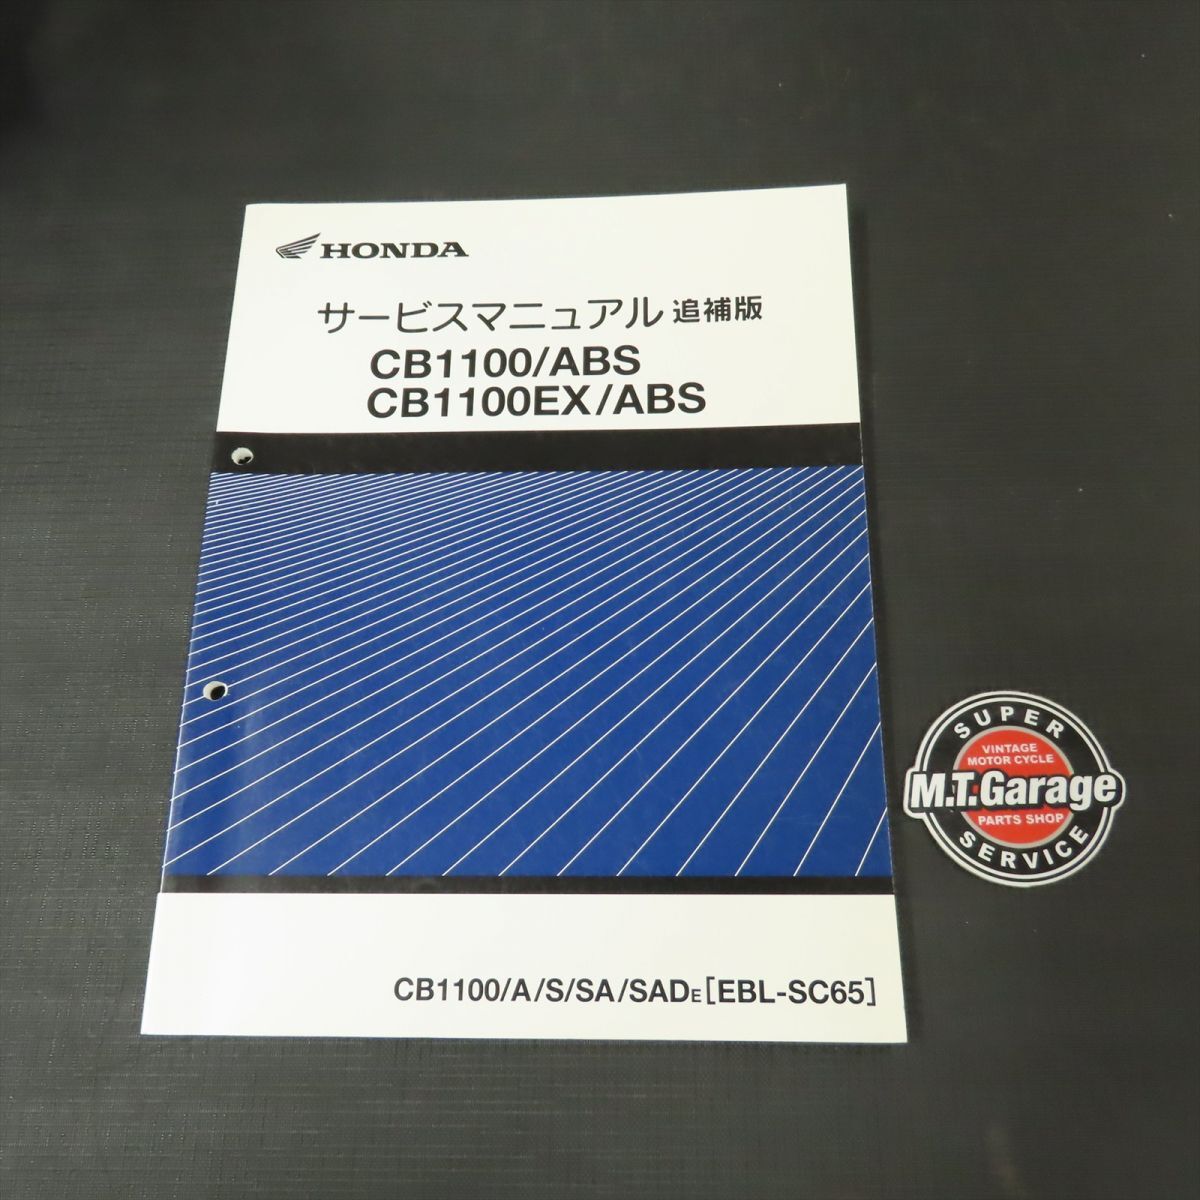 HONDA
サービスマニュアル 追補版
CB1100/ABS
CB1100EX/ABS
CB1100/A/S/SA/SADE [EBL-SC65]
SUPER
VINTAGE
MOTOR CYCLE
M.T.Garage
PARTS SHOP
SERVICE